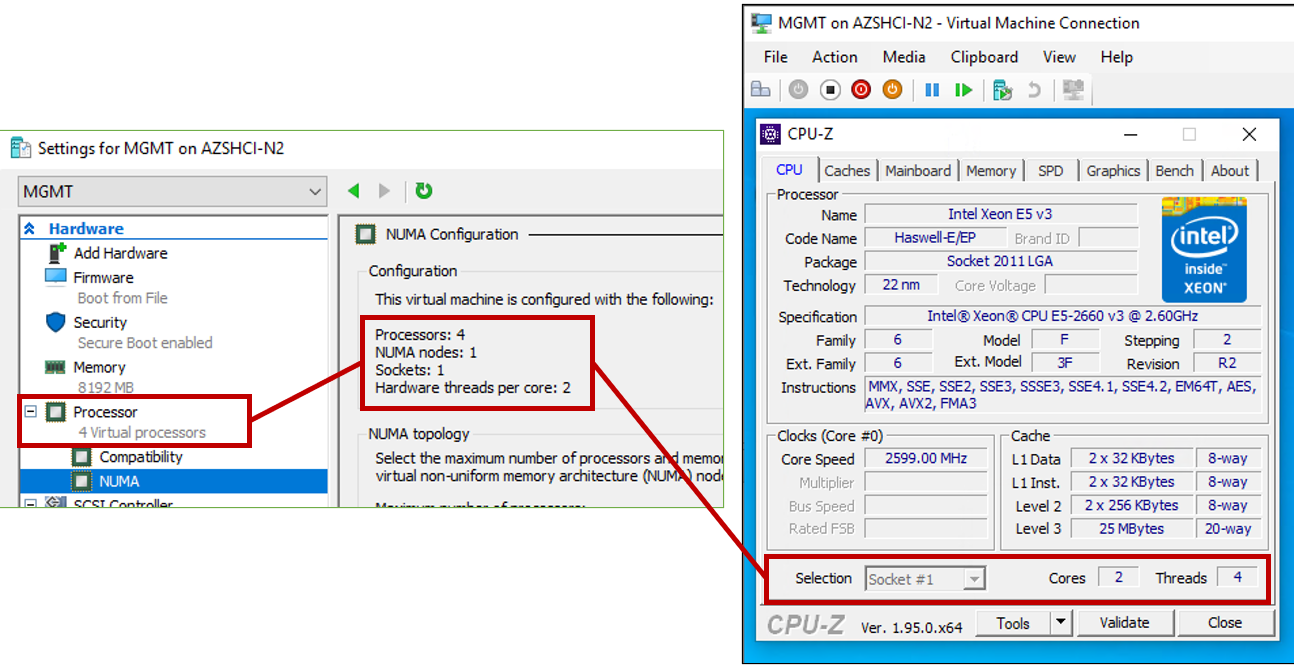 Settings for MGMT on AZSHCI-N2
MGMT
Hardware
Add Hardware
Firmware
Boot from File
Security
Secure Boot enabled
Memory
8192 MB
Processor
4 Virtual processors
Compatibility
NUMA
SCSI Controller
NUMA Configuration
Configuration
This virtual machine is configured with the following:
Processors: 4
NUMA nodes: 1
Sockets: 1
Hardware threads per core: 2
NUMA topology
Select the maximum number of processors and memor
virtual non-uniform memory architecture (NUMA) node
Maximum number of processors:
MGMT on AZSHCI-N2 - Virtual Machine Connection
File Action Media Clipboard View Help
CPU-Z
CPU Caches Mainboard Memory SPD Graphics Bench About
Processor
Name Intel Xeon E5 v3
Code Name Haswell-E/EP Brand ID
Package Socket 2011 LGA
Technology 22 nm Core Voltage
(intel)
inside™
XEON®
Specification Intel® Xeon® CPU E5-2660 v3 @ 2.60GHz
Family 6 Model F Stepping 2
Ext. Family 6 Ext. Model 3F Revision R2
Instructions MMX, SSE, SSE2, SSE3, SSSE3, SSE4.1, SSE4.2, EM64T, AES,
AVX, AVX2, FMA3
Clocks (Core #0)
Core Speed 2599.00 MHz
Multiplier
Bus Speed
Rated FSB
Cache
L1 Data 2 x 32 KBytes 8-way
L1 Inst. 2 x 32 KBytes 8-way
Level 2 2 x 256 KBytes 8-way
Level 3 25 MBytes 20-way
Selection Socket #1 Cores 2 Threads 4
CPU-Z Ver. 1.95.0.x64 Tools Validate Close